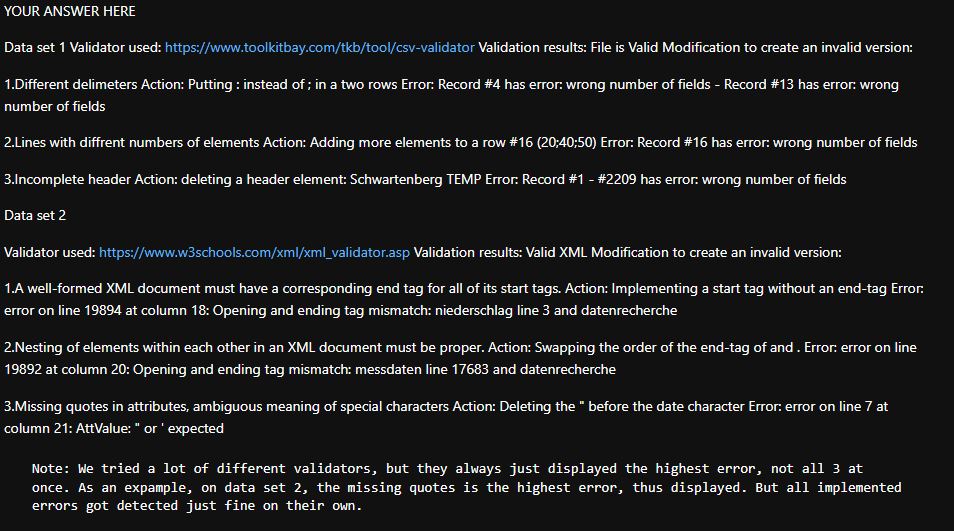 YOUR ANSWER HERE
Data set 1 Validator used: https://www.toolkitbay.com/tkb/tool/csv-validator Validation results: File is Valid Modification to create an invalid version:
1.Different delimeters Action: Putting : instead of ; in a two rows Error: Record #4 has error: wrong number of fields - Record #13 has error: wrong
number of fields
2.Lines with diffrent numbers of elements Action: Adding more elements to a row #16 (20;40;50) Error: Record #16 has error: wrong number of fields
3.Incomplete header Action: deleting a header element: Schwartenberg TEMP Error: Record #1 - #2209 has error: wrong number of fields
Data set 2
Validator used: https://www.w3schools.com/xml/xml_validator.asp Validation results: Valid XML Modification to create an invalid version:
1.A well-formed XML document must have a corresponding end tag for all of its start tags. Action: Implementing a start tag without an end-tag Error:
error on line 19894 at column 18: Opening and ending tag mismatch: niederschlag line 3 and datenrecherche
2.Nesting of elements within each other in an XML document must be proper. Action: Swapping the order of the end-tag of and . Error: error on line
19892 at column 20: Opening and ending tag mismatch: messdaten line 17683 and datenrecherche
3.Missing quotes in attributes, ambiguous meaning of special characters Action: Deleting the " before the date character Error: error on line 7 at
column 21: AttValue: " or ' expected
Note: We tried a lot of different validators, but they always just displayed the highest error, not all 3 at
once. As an expample, on data set 2, the missing quotes is the highest error, thus displayed. But all implemented
errors got detected just fine on their own.